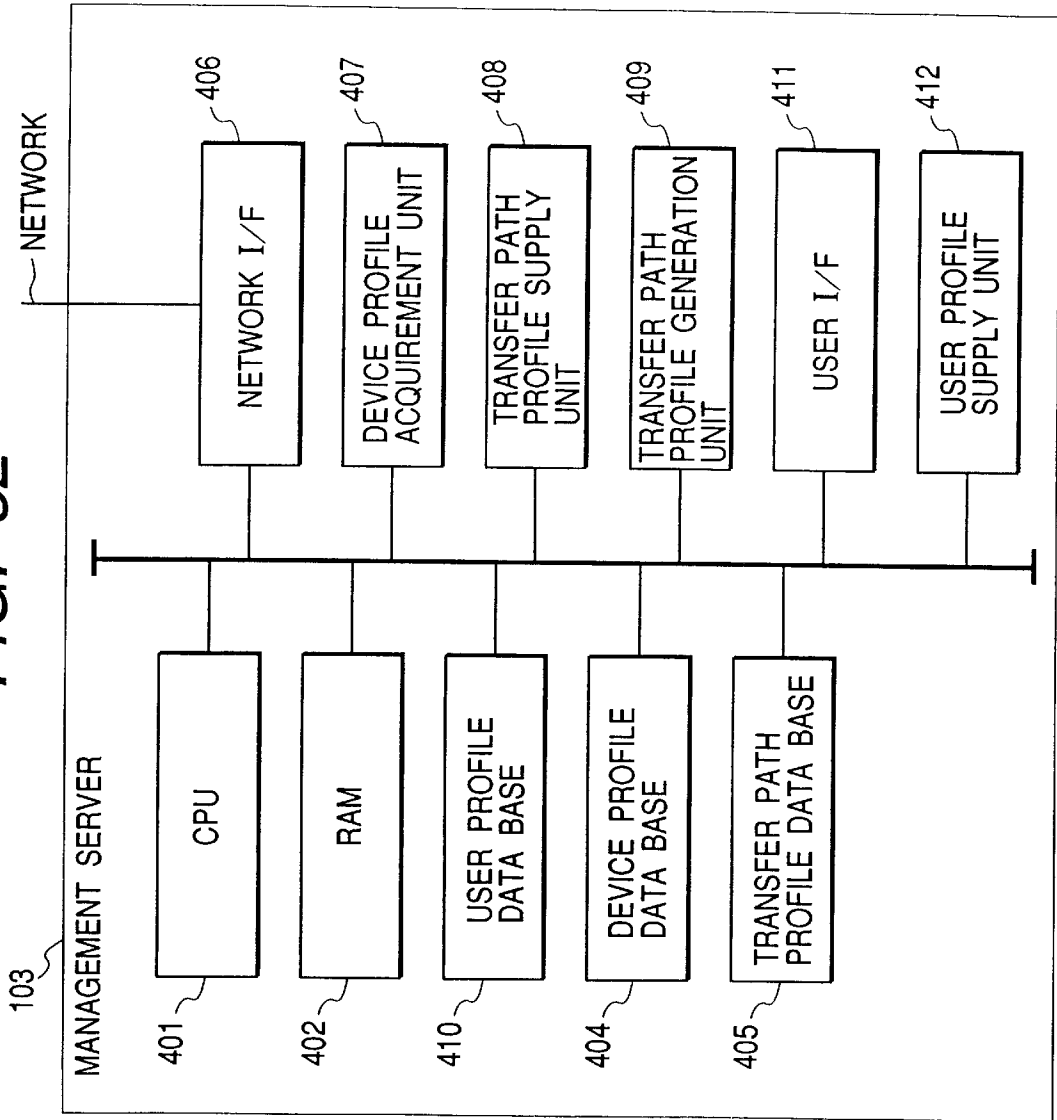 NETWORK
103
MANAGEMENT SERVER
401
CPU
402
RAM
410
USER PROFILE
DATA BASE
404
DEVICE PROFILE
DATA BASE
405
TRANSFER PATH
PROFILE DATA BASE
NETWORK I/F
406
DEVICE PROFILE
ACQUIREMENT UNIT
407
TRANSFER PATH
PROFILE SUPPLY
UNIT
408
TRANSFER PATH
PROFILE GENERATION
UNIT
409
USER I/F
411
USER PROFILE
SUPPLY UNIT
412